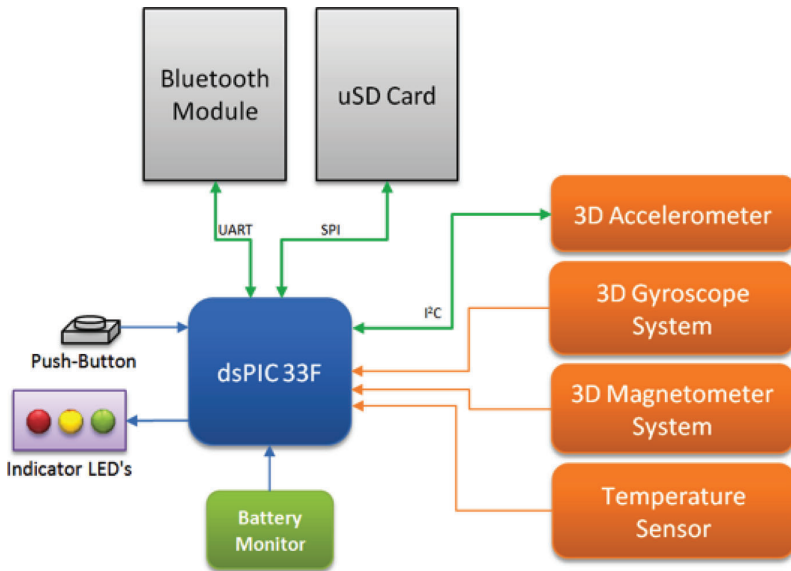 Bluetooth
Module
uSD Card
UART
SPI
I²C
3D Accelerometer
3D Gyroscope
System
3D Magnetometer
System
Temperature
Sensor
Push-Button
dsPIC 33F
Indicator LED's
Battery
Monitor